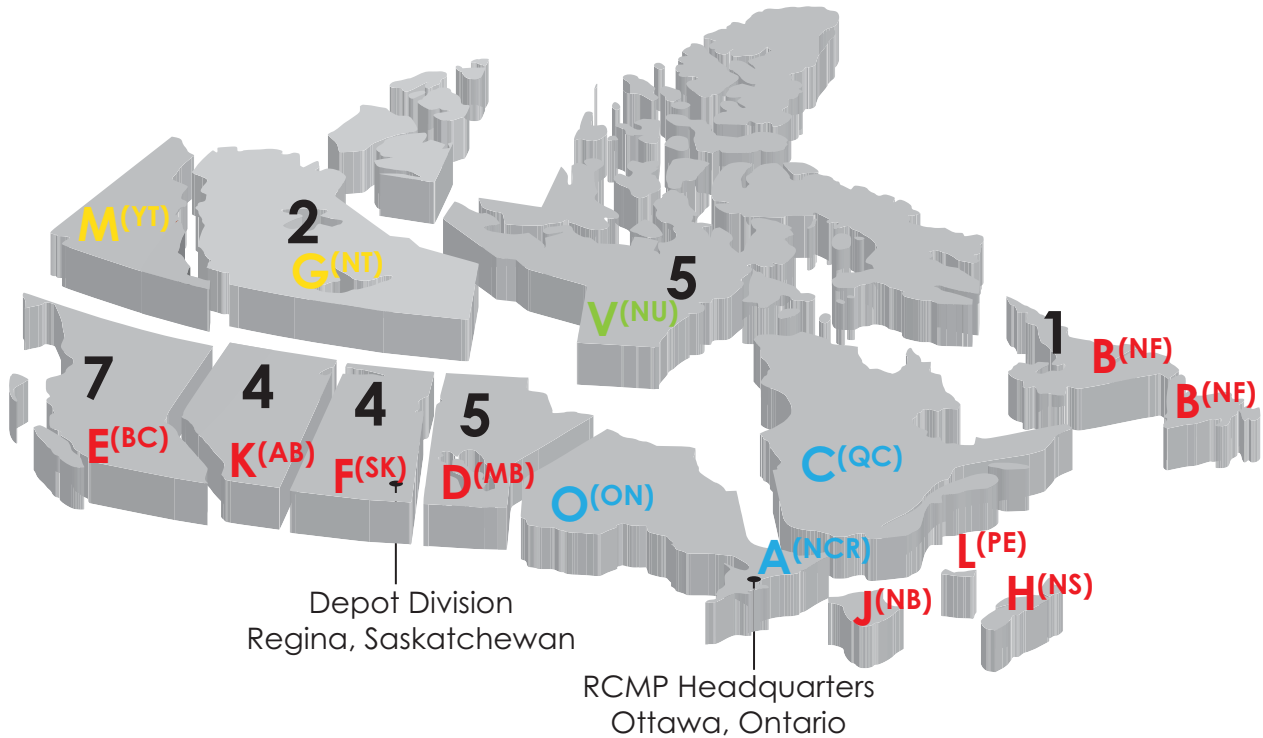 M(YT)
2
G(NT)
5
V(NU)
1
B(NF)
B(NF)
7
E(BC)
4
K(AB)
4
F(SK)
5
D(MB)
O(ON)
C(QC)
A(NCR)
L(PE)
J(NB)
H(NS)
Depot Division
Regina, Saskatchewan
RCMP Headquarters
Ottawa, Ontario